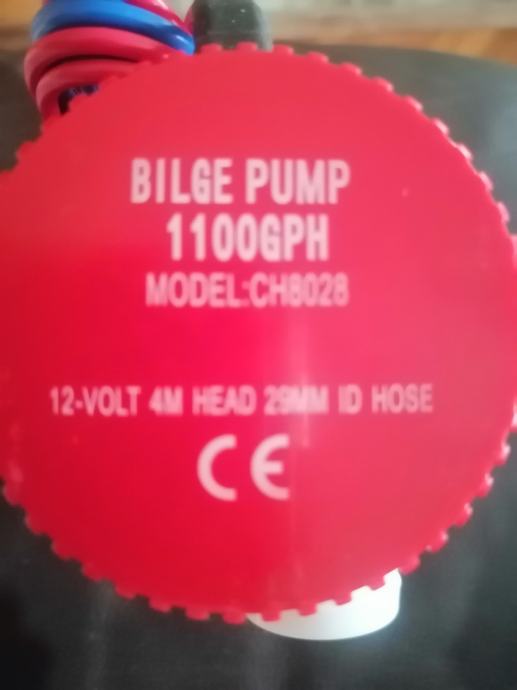 BILGE PUMP
1100GPH
MODEL:CH8028
12-VOLT 4M HEAD 29MM ID HOSE
CE